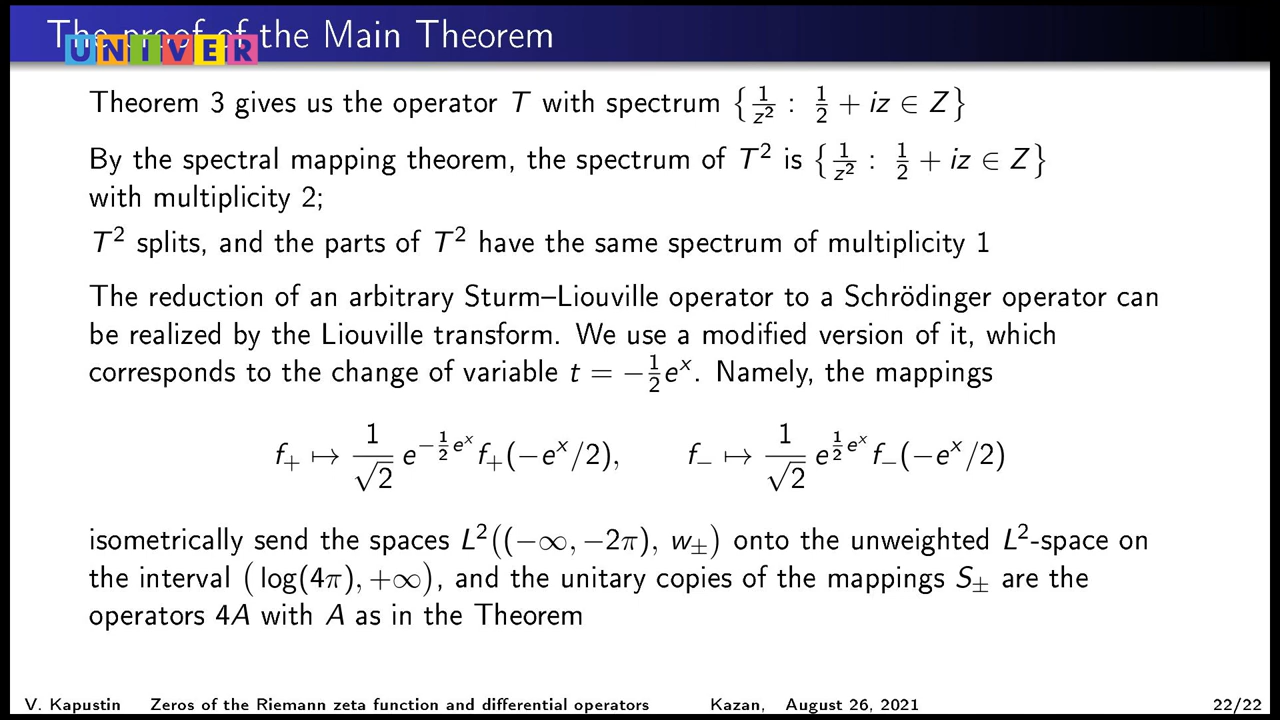 The proof of the Main Theorem
UNIVER
Theorem 3 gives us the operator T with spectrum {1/z² : 1/2 + iz ∈ Z}
By the spectral mapping theorem, the spectrum of T² is {1/z² : 1/2 + iz ∈ Z}
with multiplicity 2;
T² splits, and the parts of T² have the same spectrum of multiplicity 1
The reduction of an arbitrary Sturm–Liouville operator to a Schrödinger operator can
be realized by the Liouville transform. We use a modified version of it, which
corresponds to the change of variable t = −½eˣ. Namely, the mappings
f₊ ↦ 1/√2 e^{−½eˣ} f₊(−eˣ/2), f₋ ↦ 1/√2 e^{½eˣ} f₋(−eˣ/2)
isometrically send the spaces L²((−∞, −2π), w±) onto the unweighted L²-space on
the interval (log(4π), +∞), and the unitary copies of the mappings S± are the
operators 4A with A as in the Theorem
V. Kapustin Zeros of the Riemann zeta function and differential operators Kazan, August 26, 2021 22/22